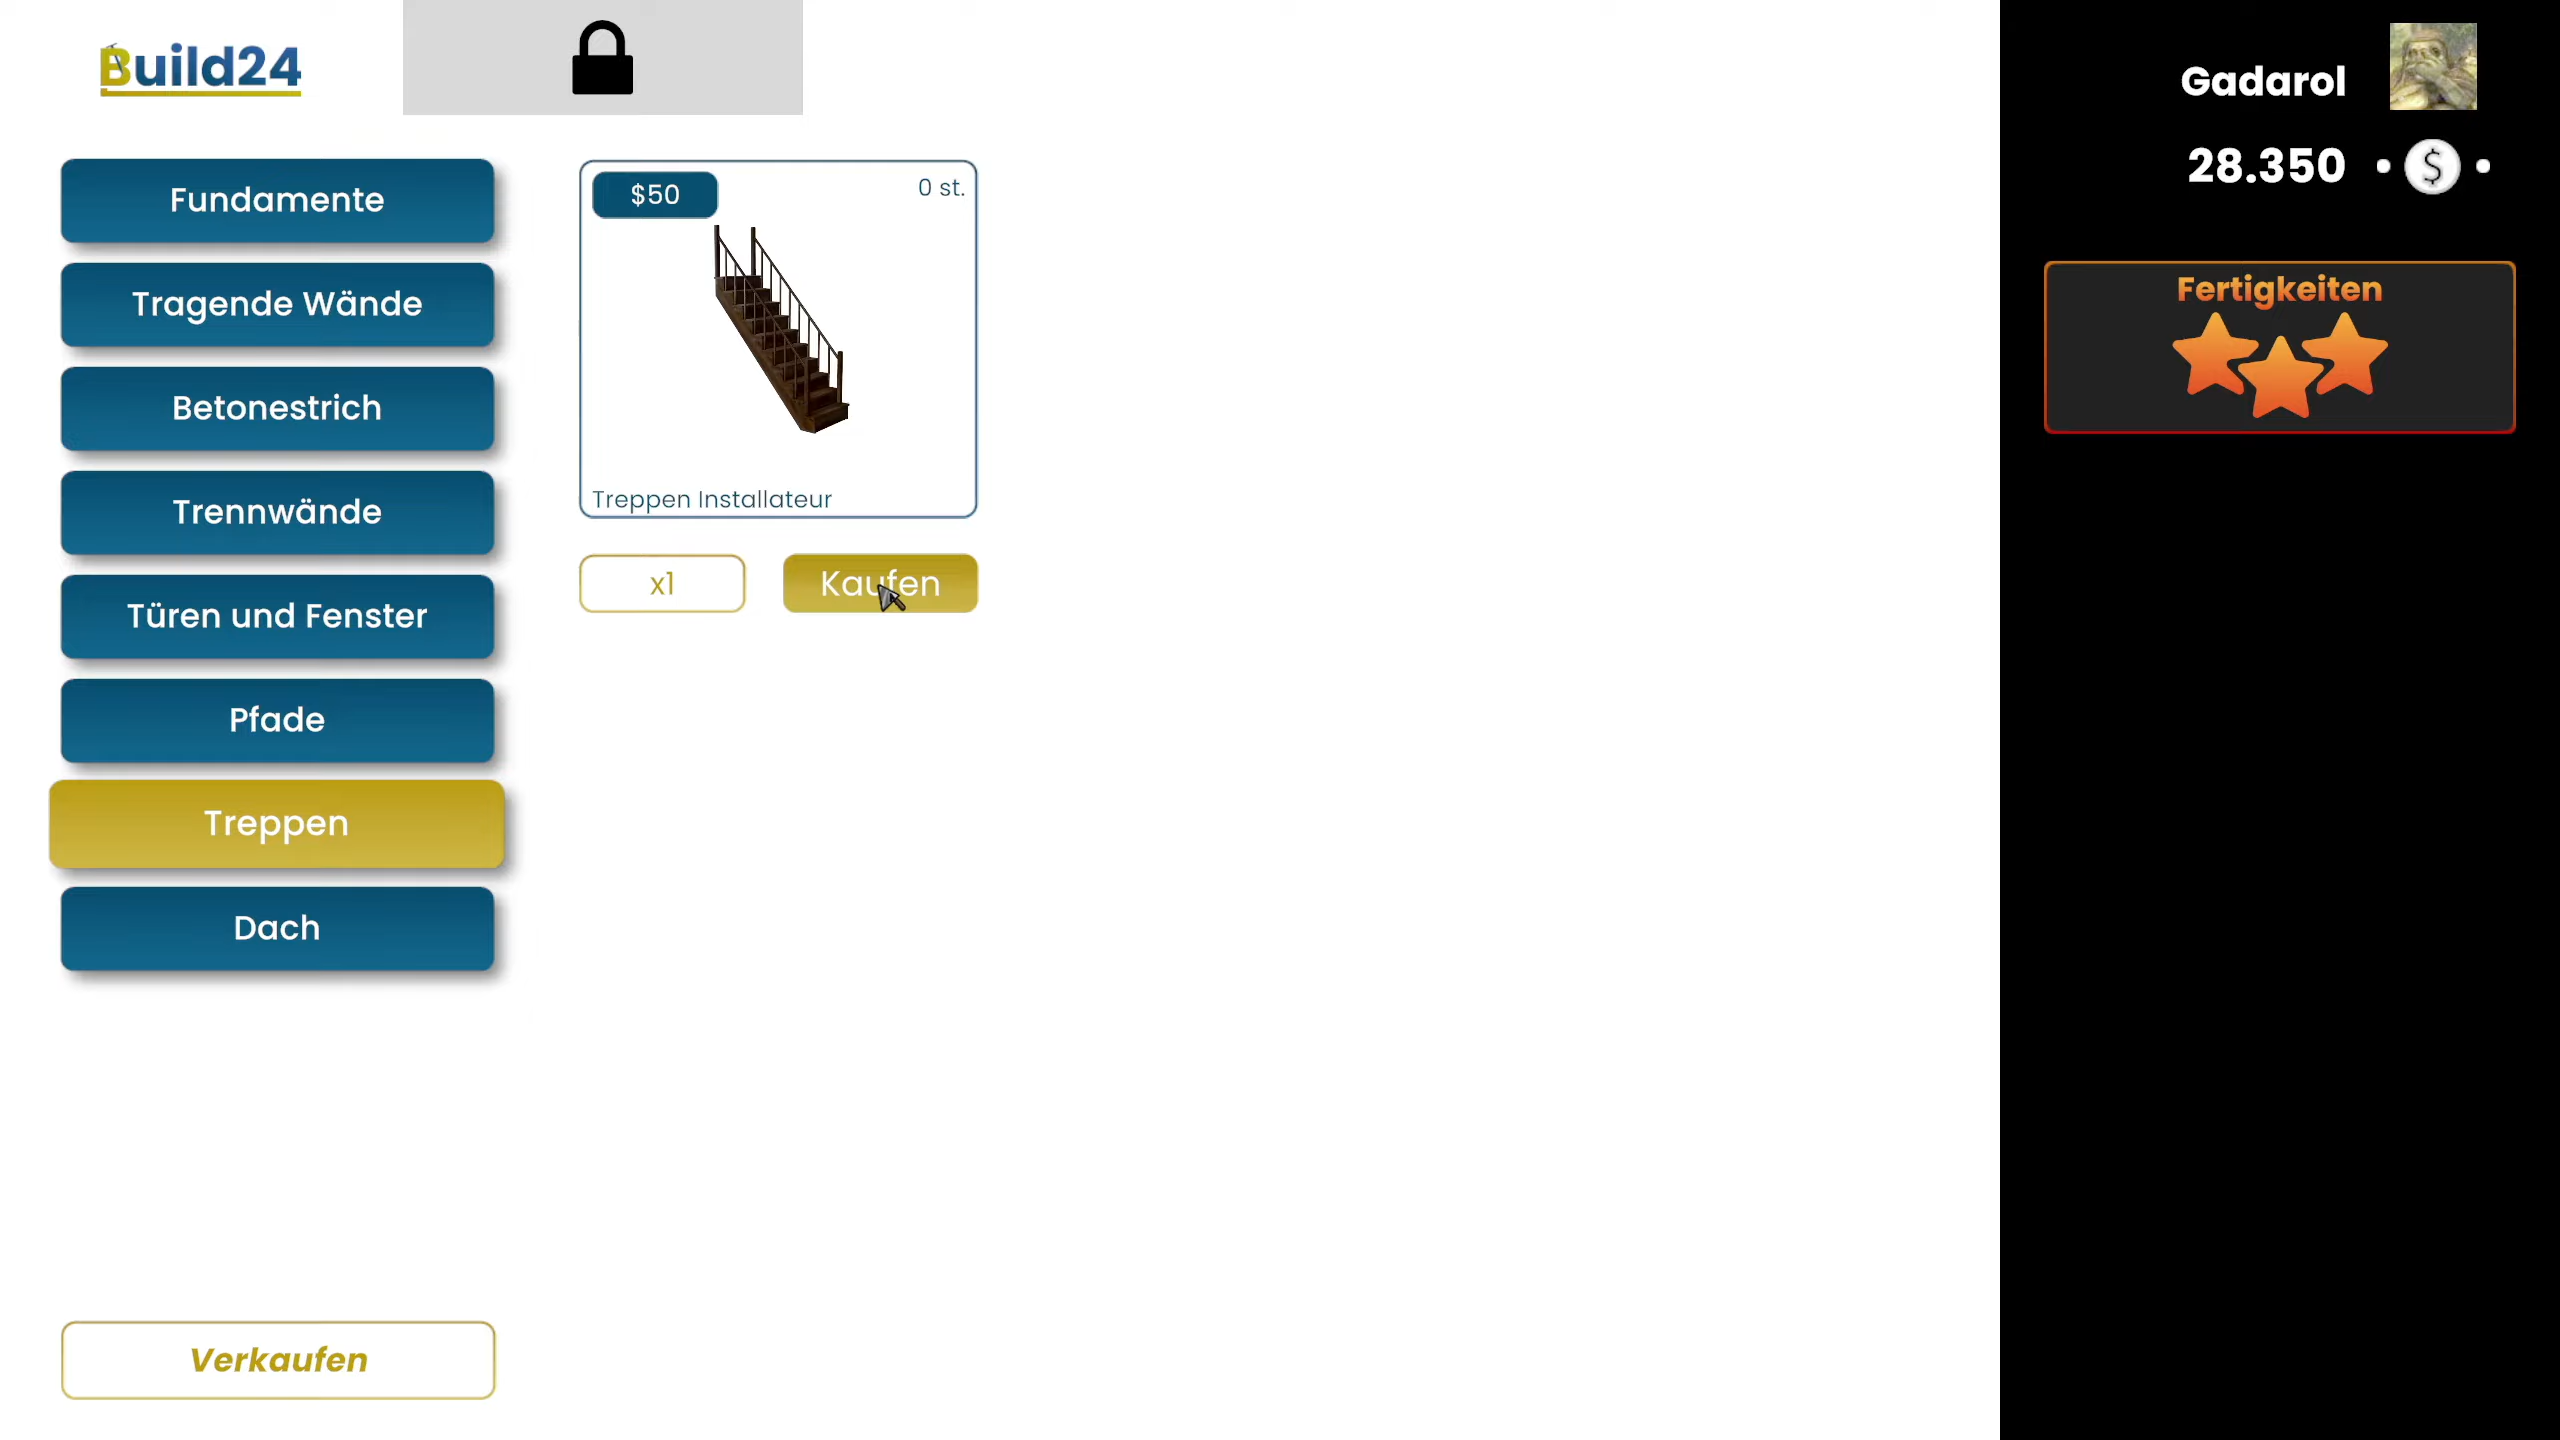 Build24
Fundamente
Tragende Wände
Betonestrich
Trennwände
Türen und Fenster
Pfade
Treppen
Dach
Verkaufen
$50
0 st.
Treppen Installateur
x1
Kaufen
Gadarol
28.350
$
Fertigkeiten